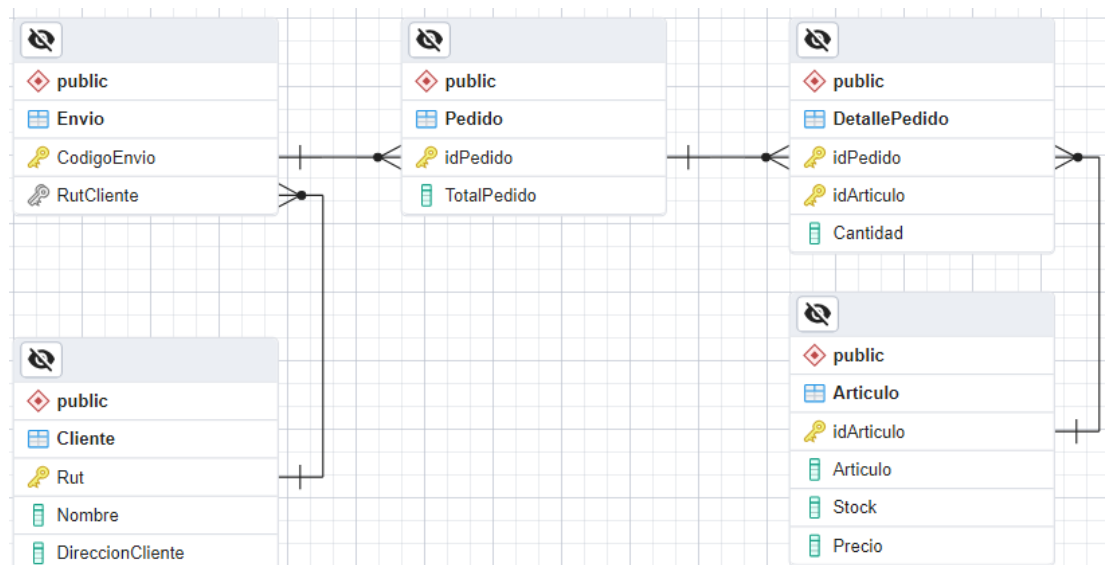 public
Envio
CodigoEnvio
RutCliente
public
Pedido
idPedido
TotalPedido
public
DetallePedido
idPedido
idArticulo
Cantidad
public
Cliente
Rut
Nombre
DireccionCliente
public
Articulo
idArticulo
Articulo
Stock
Precio